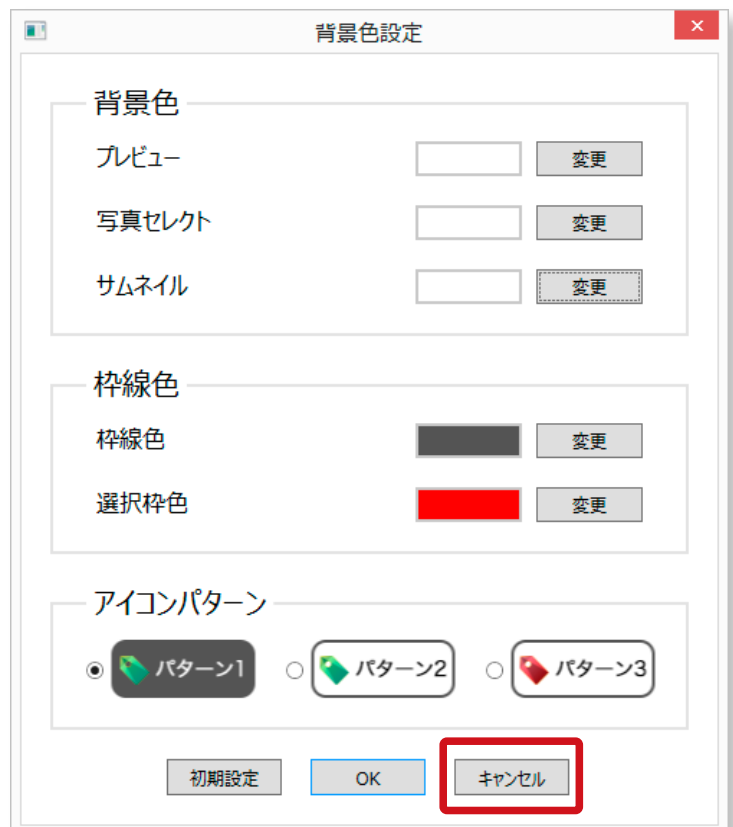 背景色設定
背景色
プレビュー 変更
写真セレクト 変更
サムネイル 変更
枠線色
枠線色 変更
選択枠色 変更
アイコンパターン
パターン1 パターン2 パターン3
初期設定 OK キャンセル